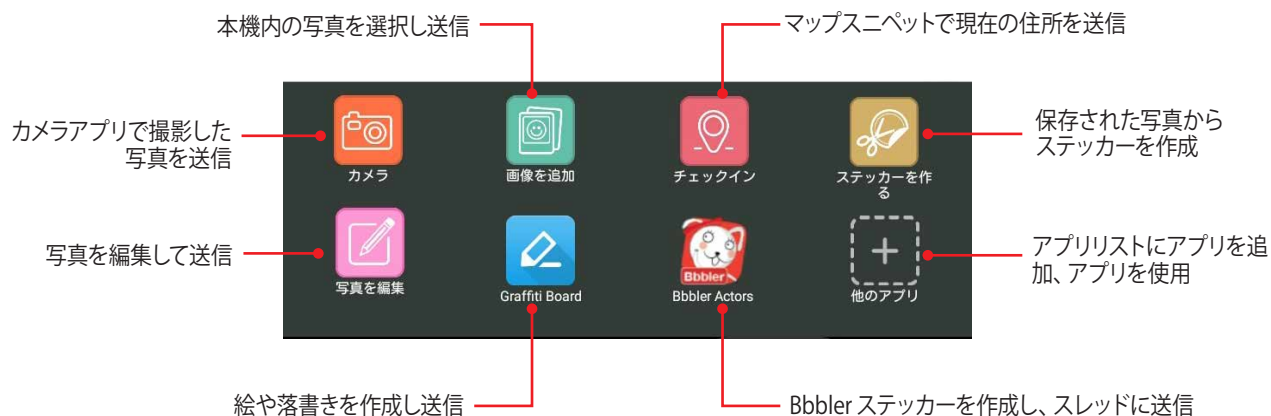 本機内の写真を選択し送信
マップスニペットで現在の住所を送信
カメラアプリで撮影した
写真を送信
保存された写真から
ステッカーを作成
カメラ
画像を追加
チェックイン
ステッカーを作
る
写真を編集して送信
アプリリストにアプリを追
加、アプリを使用
Bbbler
写真を編集
Graffiti Board
Bbbler Actors
他のアプリ
絵や落書きを作成し送信
Bbbler ステッカーを作成し、スレッドに送信